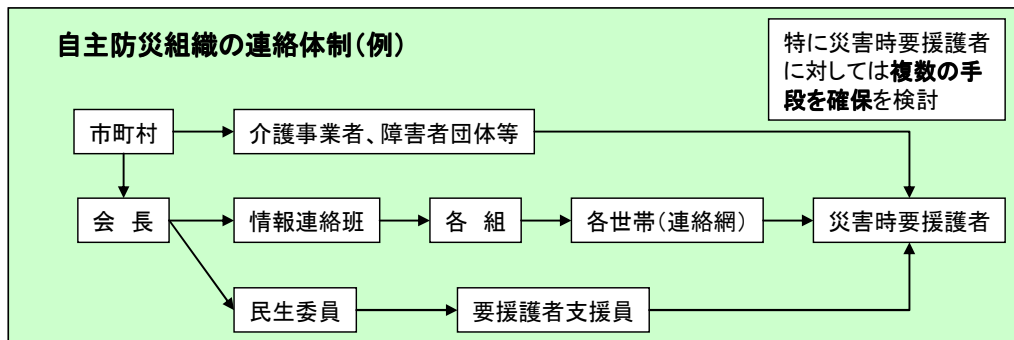 自主防災組織の連絡体制（例）
特に災害時要援護者
に対しては複数の手
段を確保を検討
市町村
介護事業者、障害者団体等
会　長
情報連絡班
各　組
各世帯（連絡網）
災害時要援護者
民生委員
要援護者支援員